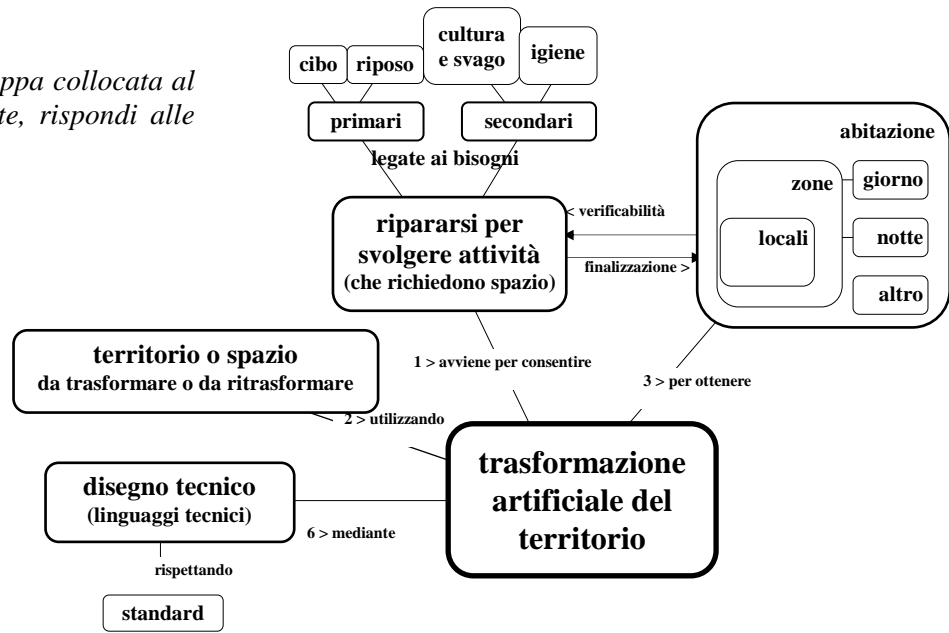 ppa collocata al
te, rispondi alle
cibo
riposo
cultura
e svago
igiene
primari
secondari
legate ai bisogni
ripararsi per
svolgere attività
(che richiedono spazio)
< verificabilità
finalizzazione >
abitazione
zone
locali
giorno
notte
altro
territorio o spazio
da trasformare o da ritrasformare
1 > avviene per consentire
3 > per ottenere
2 > utilizzando
trasformazione
artificiale del
territorio
disegno tecnico
(linguaggi tecnici)
6 > mediante
rispettando
standard